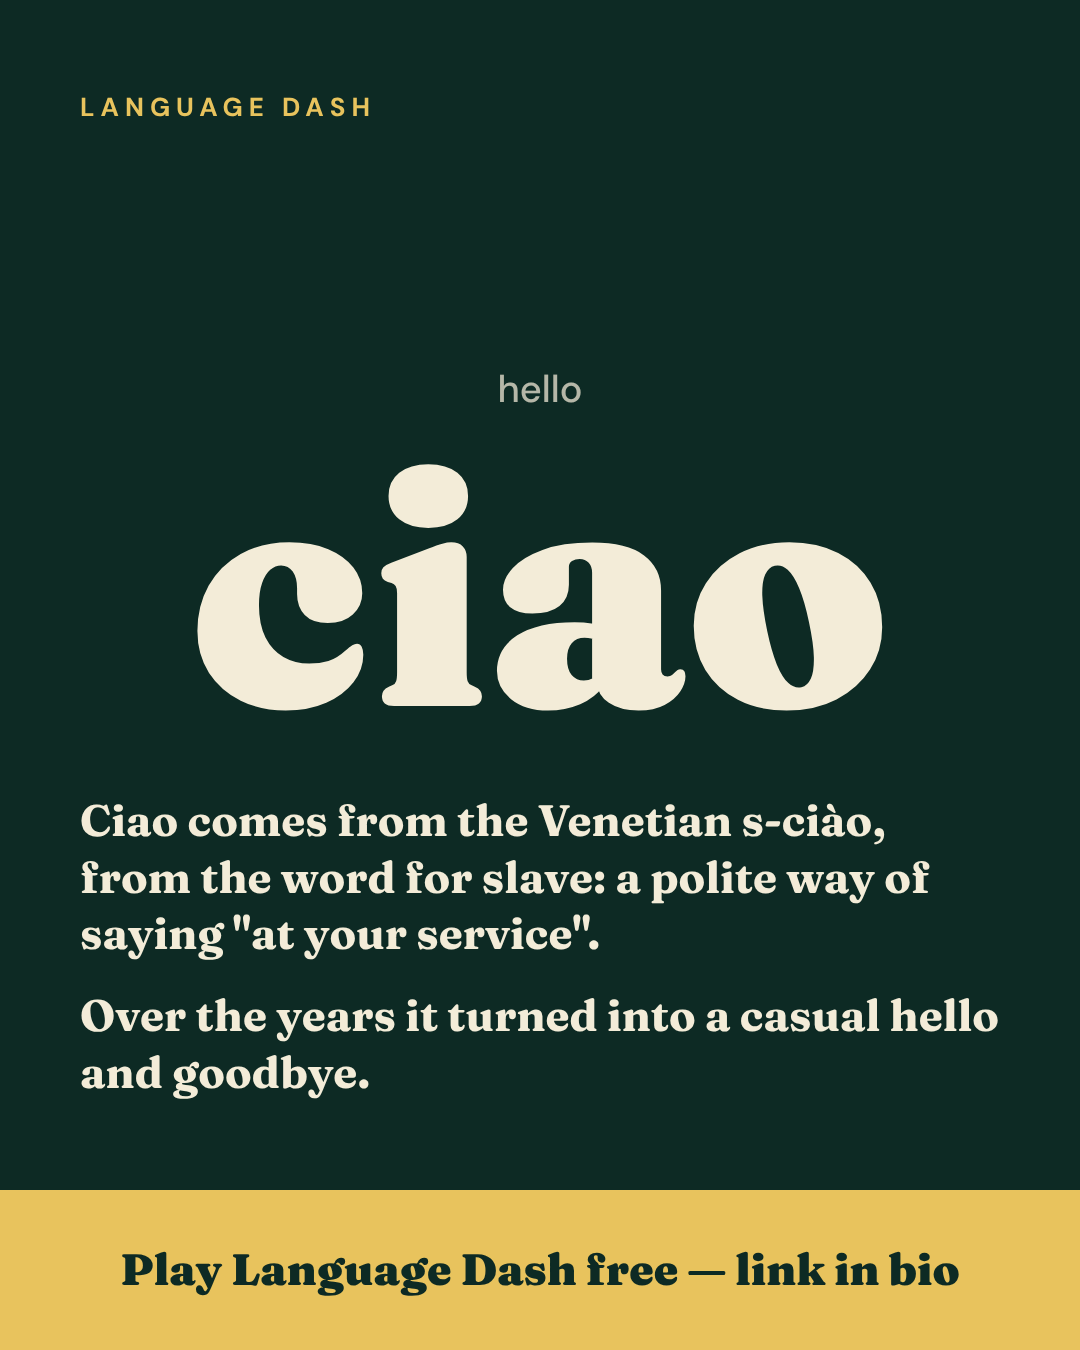 LANGUAGE DASH
hello
ciao
Ciao comes from the Venetian s-ciào,
from the word for slave: a polite way of
saying "at your service".
Over the years it turned into a casual hello
and goodbye.
Play Language Dash free — link in bio